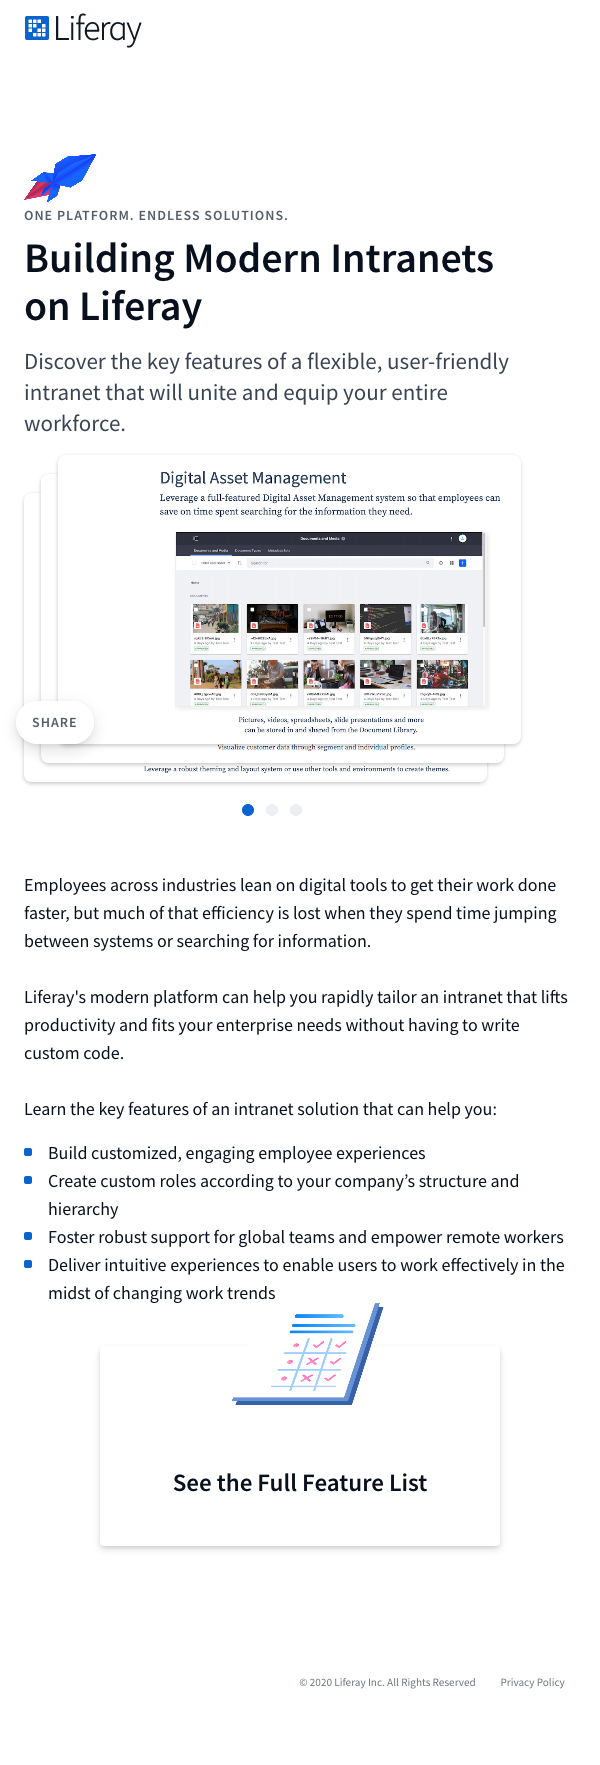 Liferay
ONE PLATFORM. ENDLESS SOLUTIONS.
Building Modern Intranets
on Liferay
Discover the key features of a flexible, user-friendly
intranet that will unite and equip your entire
workforce.
Digital Asset Management
Leverage a full-featured Digital Asset Management system so that employees can
save on time spent searching for the information they need.
Documents and Media
Documents and Media Document Types Metadata Sets
Search for
Home
Pictures, videos, spreadsheets, slide presentations and more
can be stored in and shared from the Document Library.
SHARE
Visualize customer data through segment and individual profiles.
Leverage a robust theming and layout system or use other tools and environments to create themes.
Employees across industries lean on digital tools to get their work done
faster, but much of that efficiency is lost when they spend time jumping
between systems or searching for information.
Liferay's modern platform can help you rapidly tailor an intranet that lifts
productivity and fits your enterprise needs without having to write
custom code.
Learn the key features of an intranet solution that can help you:
Build customized, engaging employee experiences
Create custom roles according to your company’s structure and
hierarchy
Foster robust support for global teams and empower remote workers
Deliver intuitive experiences to enable users to work effectively in the
midst of changing work trends
See the Full Feature List
© 2020 Liferay Inc. All Rights Reserved Privacy Policy